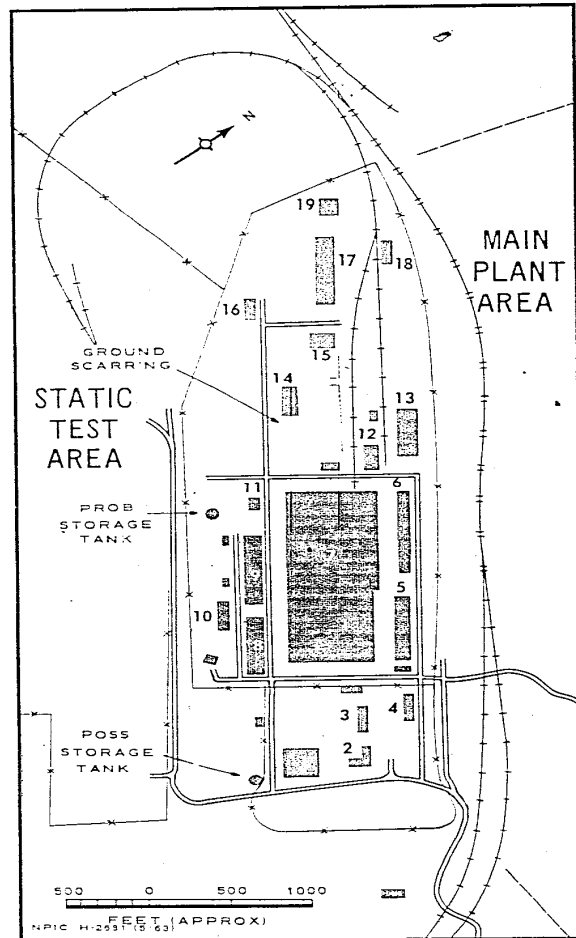 N
19
17
18
MAIN
PLANT
AREA
16
15
GROUND
SCARRING
14
13
STATIC
TEST
AREA
12
11
6
PROB
STORAGE
TANK
5
10
4
3
POSS
STORAGE
TANK
2
500 0 500 1000
FEET (APPROX)
NPIC H-2691 (5-63)